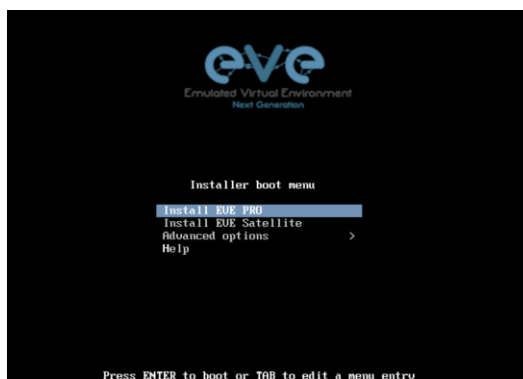 eve
Emulated Virtual Environment
Next Generation
Installer boot menu
Install EVE PRO
Install EVE Satellite
Advanced options >
Help
Press ENTER to boot or TAB to edit a menu entry